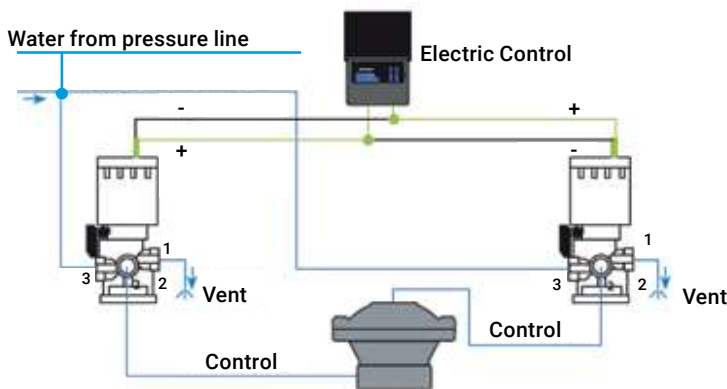 Water from pressure line
Electric Control
-
+
+
-
1
3
2
Vent
1
3
2
Vent
Control
Control